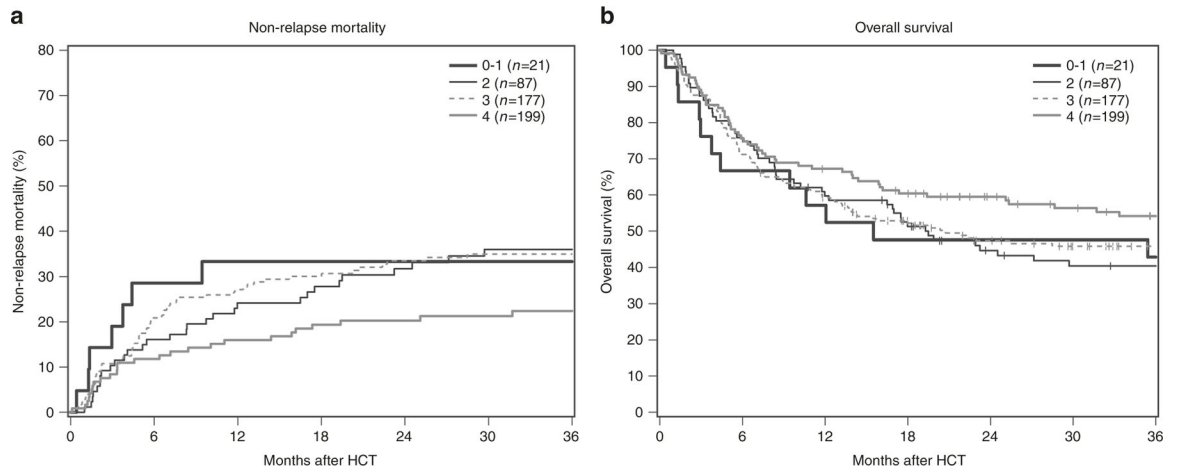 a
Non-relapse mortality
80
70
60
50
40
30
20
10
0
Non-relapse mortality (%)
0-1 (n=21)
2 (n=87)
3 (n=177)
4 (n=199)
0 6 12 18 24 30 36
Months after HCT
b
Overall survival
100
90
80
70
60
50
40
30
20
10
0
Overall survival (%)
0-1 (n=21)
2 (n=87)
3 (n=177)
4 (n=199)
0 6 12 18 24 30 36
Months after HCT